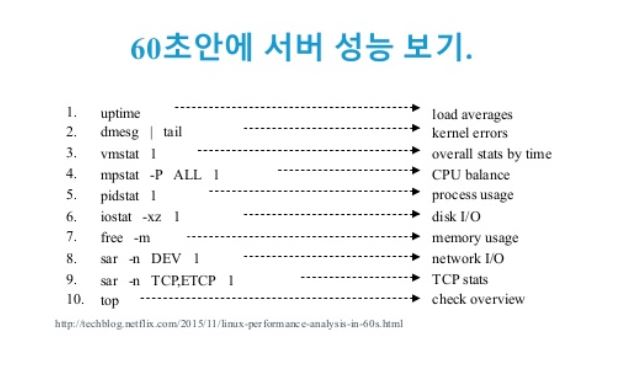 60초안에 서버 성능 보기.
1. uptime load averages
2. dmesg | tail kernel errors
3. vmstat 1 overall stats by time
4. mpstat -P ALL 1 CPU balance
5. pidstat 1 process usage
6. iostat -xz 1 disk I/O
7. free -m memory usage
8. sar -n DEV 1 network I/O
9. sar -n TCP,ETCP 1 TCP stats
10. top check overview
http://techblog.netflix.com/2015/11/linux-performance-analysis-in-60s.html